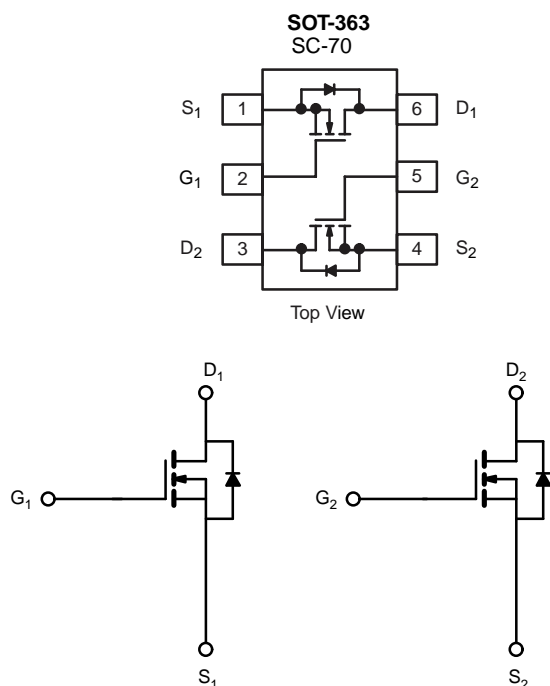 SOT-363
SC-70
S1 1 6 D1
G1 2 5 G2
D2 3 4 S2
Top View
D1 D2
G1 G2
S1 S2